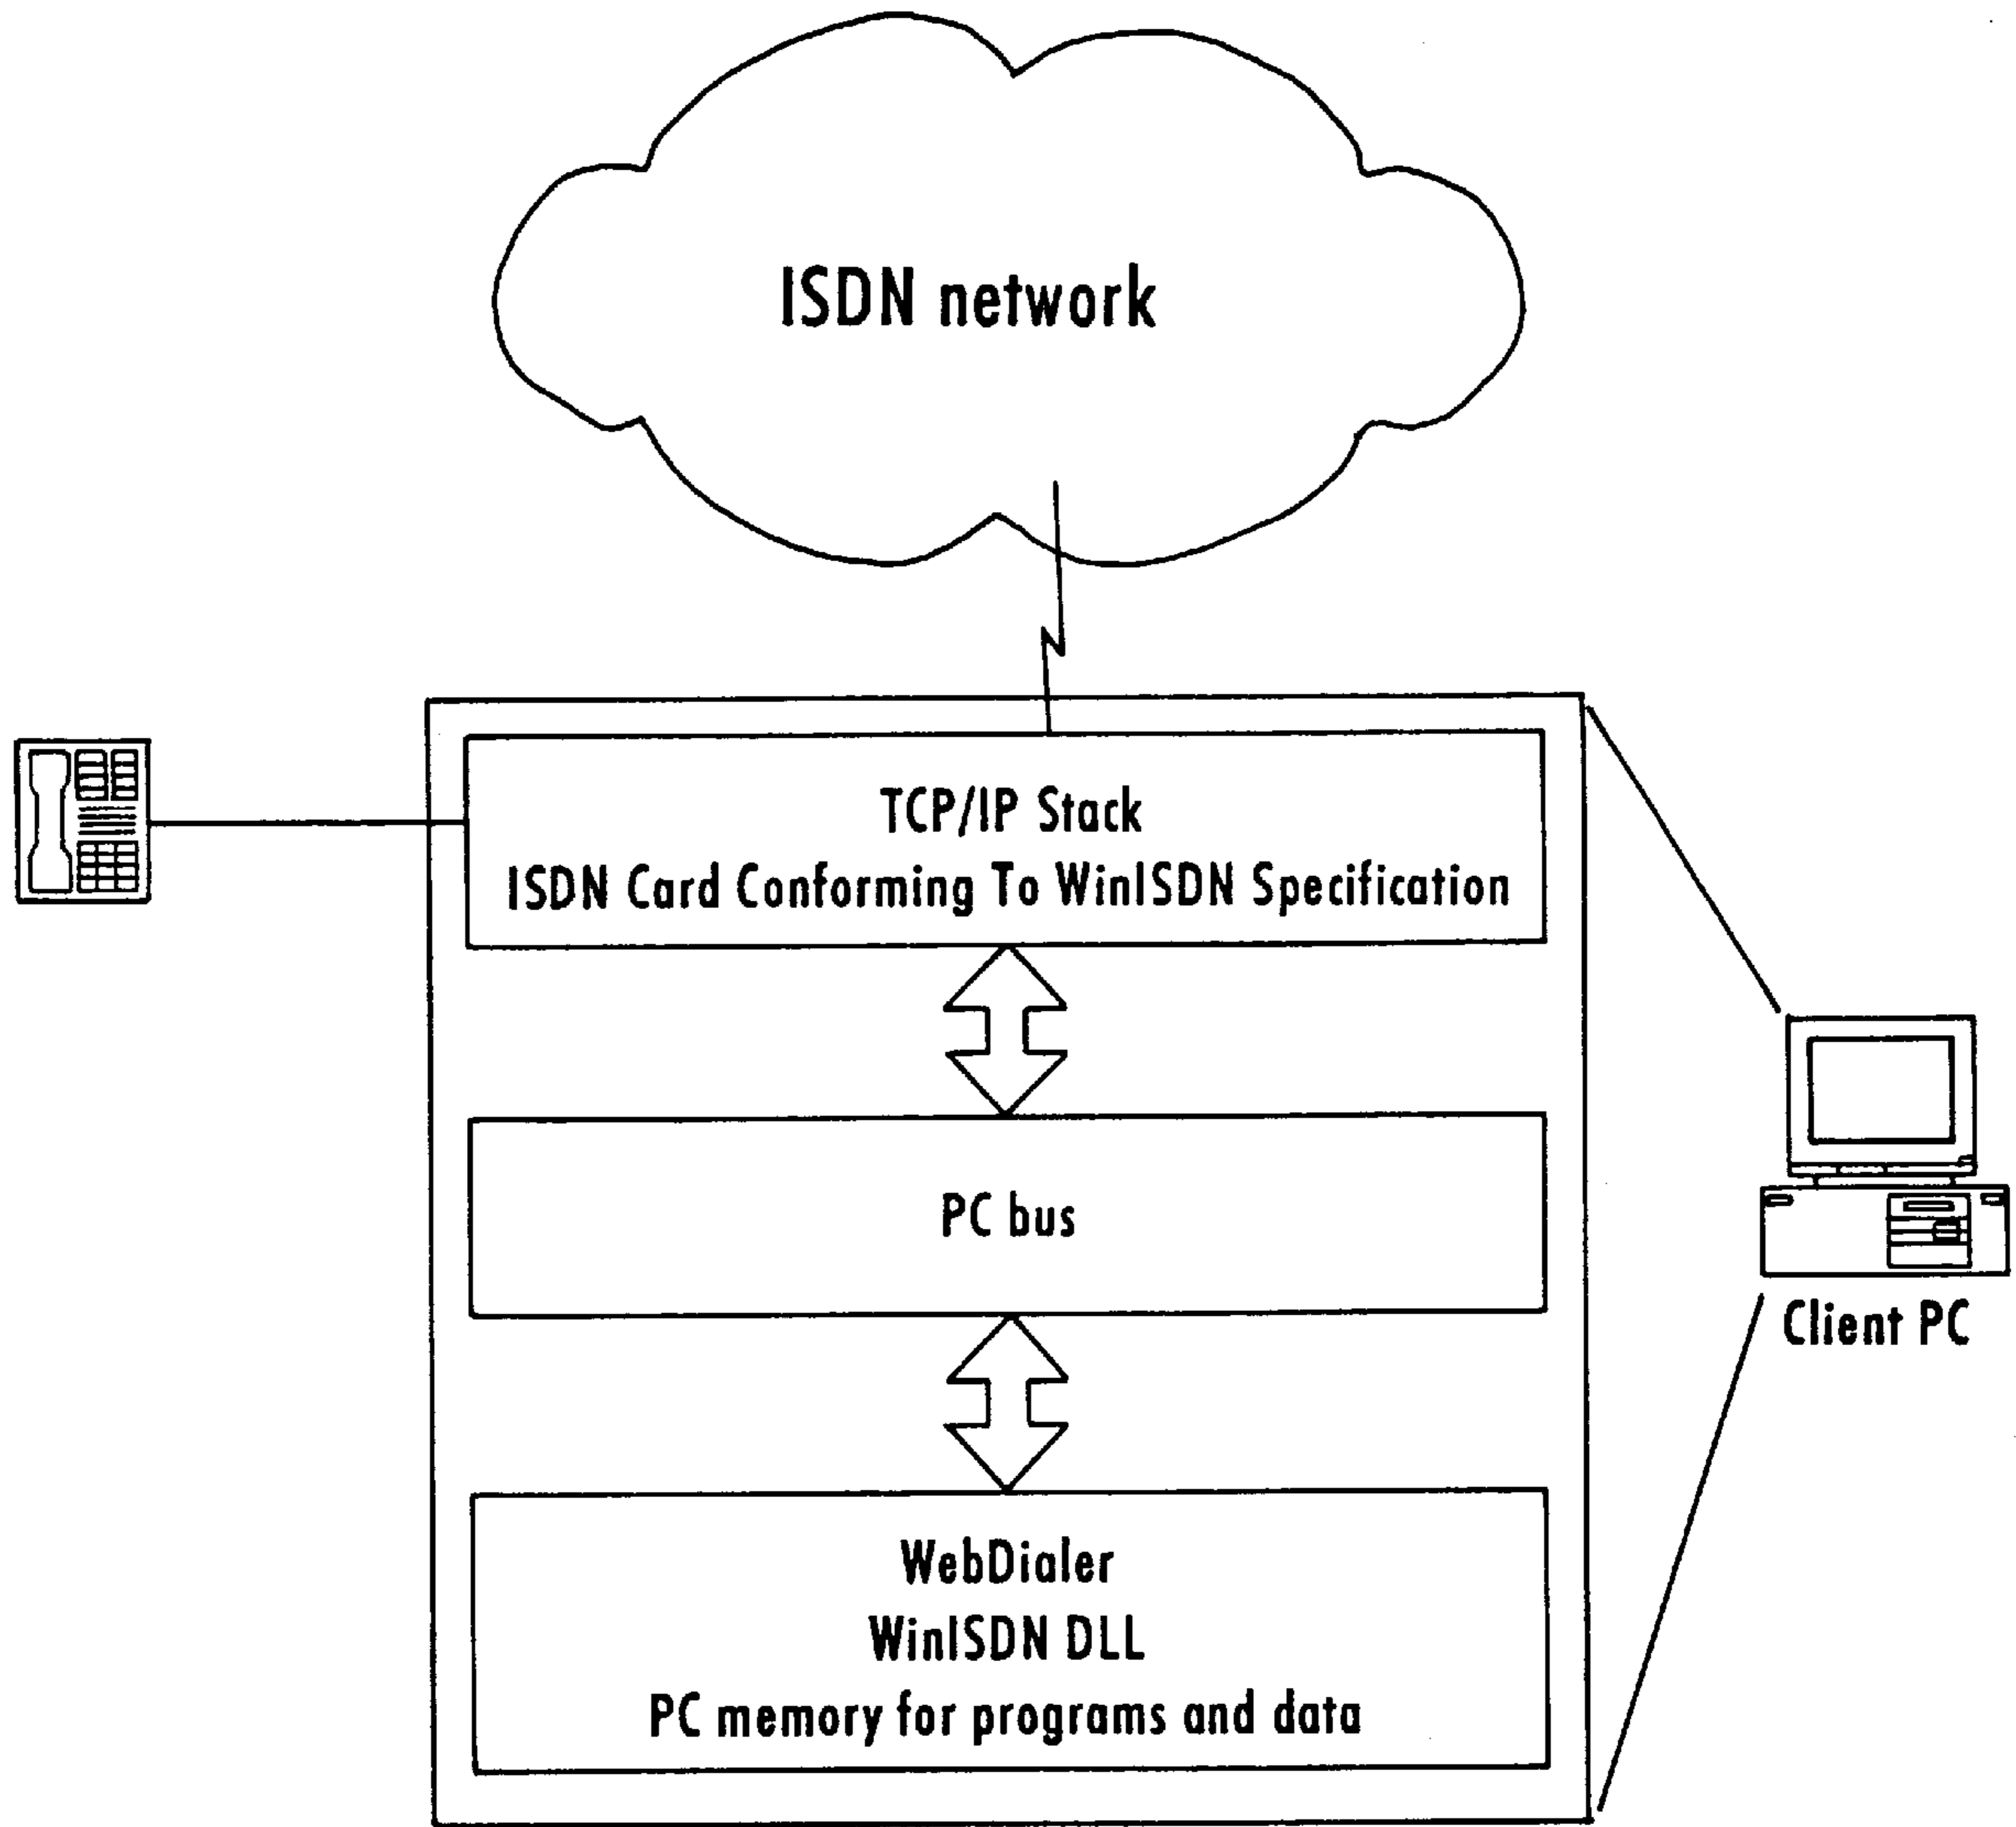 ISDN network
TCP/IP Stack
ISDN Card Conforming To WinISDN Specification
PC bus
Client PC
WebDialer
WinISDN DLL
PC memory for programs and data